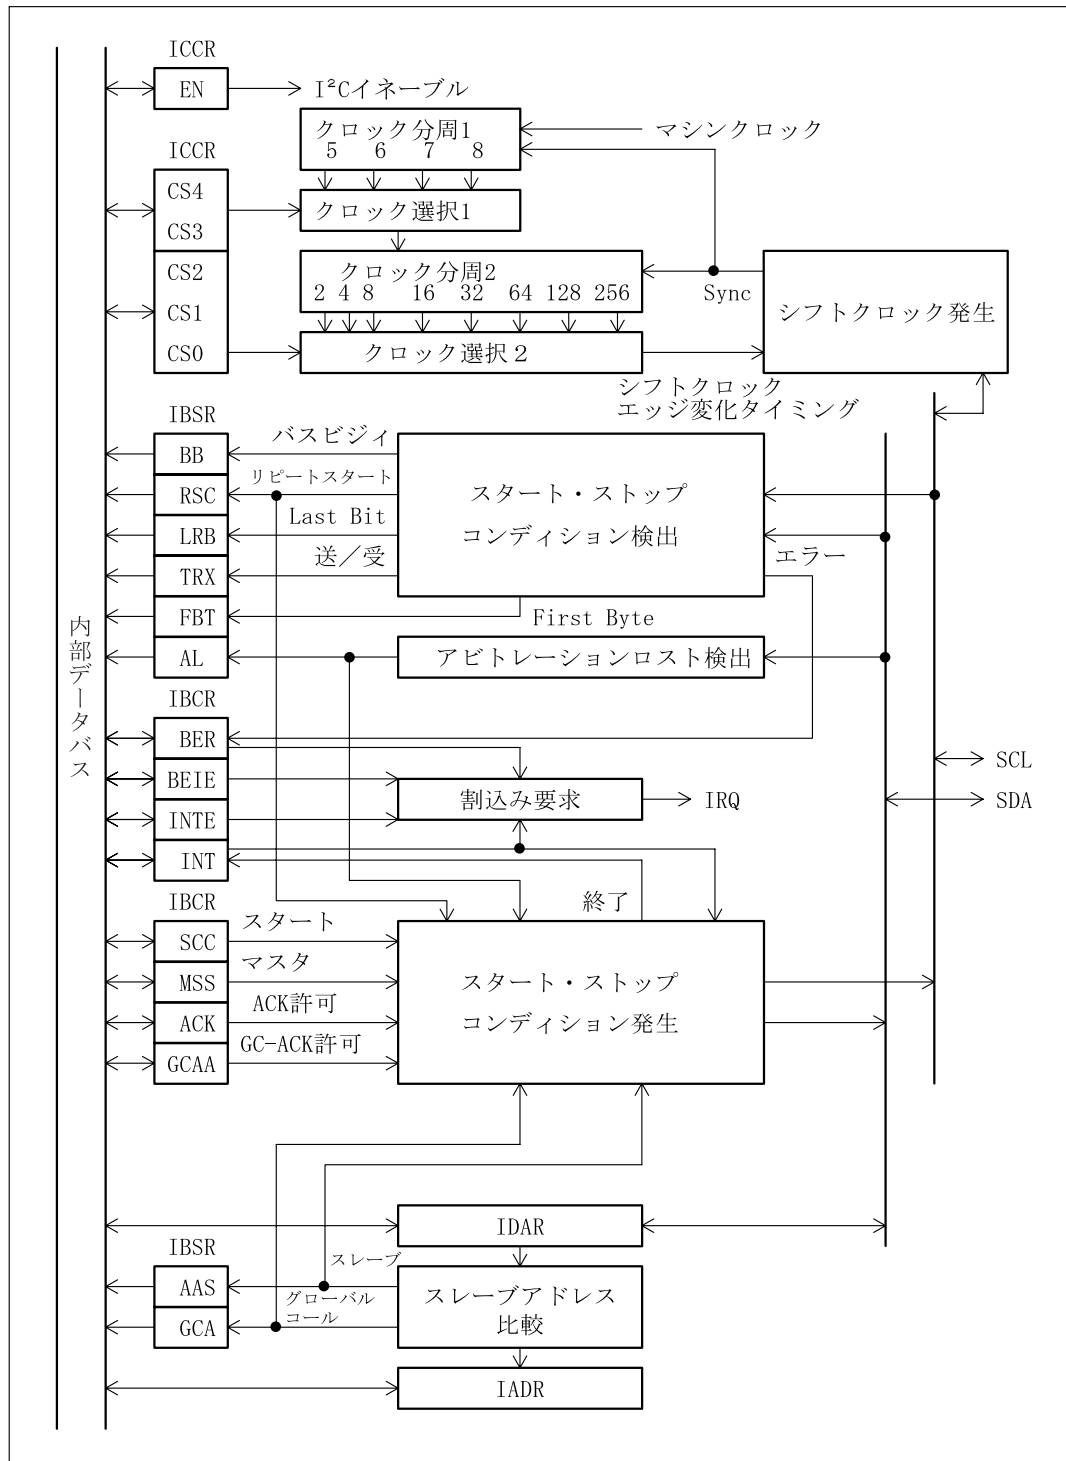 ICCR
EN
I²Cイネーブル
クロック分周1
5 6 7 8
マシンクロック
ICCR
CS4
CS3
CS2
CS1
CS0
クロック選択1
クロック分周2
2 4 8 16 32 64 128 256
クロック選択２
Sync
シフトクロック発生
シフトクロック
エッジ変化タイミング
IBSR
BB
RSC
LRB
TRX
FBT
AL
バスビジィ
リピートスタート
Last Bit
送／受
First Byte
スタート・ストップ
コンディション検出
エラー
アビトレーションロスト検出
内部データバス
IBCR
BER
BEIE
INTE
INT
割込み要求
IRQ
SCL
SDA
終了
IBCR
SCC
MSS
ACK
GCAA
スタート
マスタ
ACK許可
GC-ACK許可
スタート・ストップ
コンディション発生
IDAR
IBSR
AAS
GCA
スレーブ
グローバル
コール
スレーブアドレス
比較
IADR